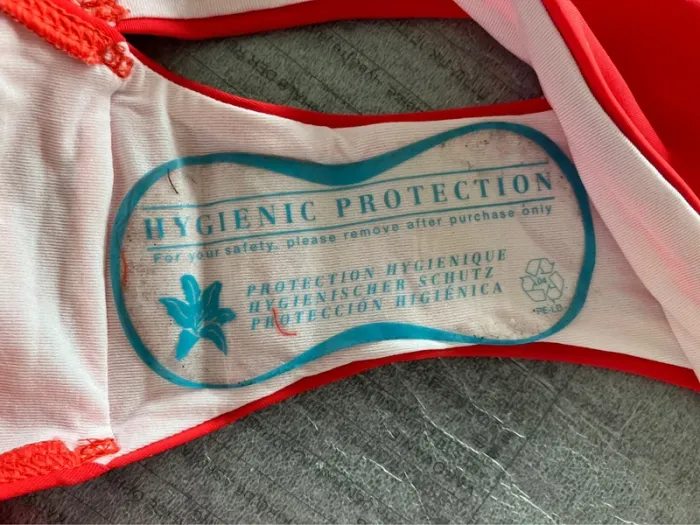 HYGIENIC PROTECTION
For your safety, please remove after purchase only
PROTECTION HYGIENIQUE
HYGIENISCHER SCHUTZ
PROTECCIÓN HIGIÉNICA
*PE-LD